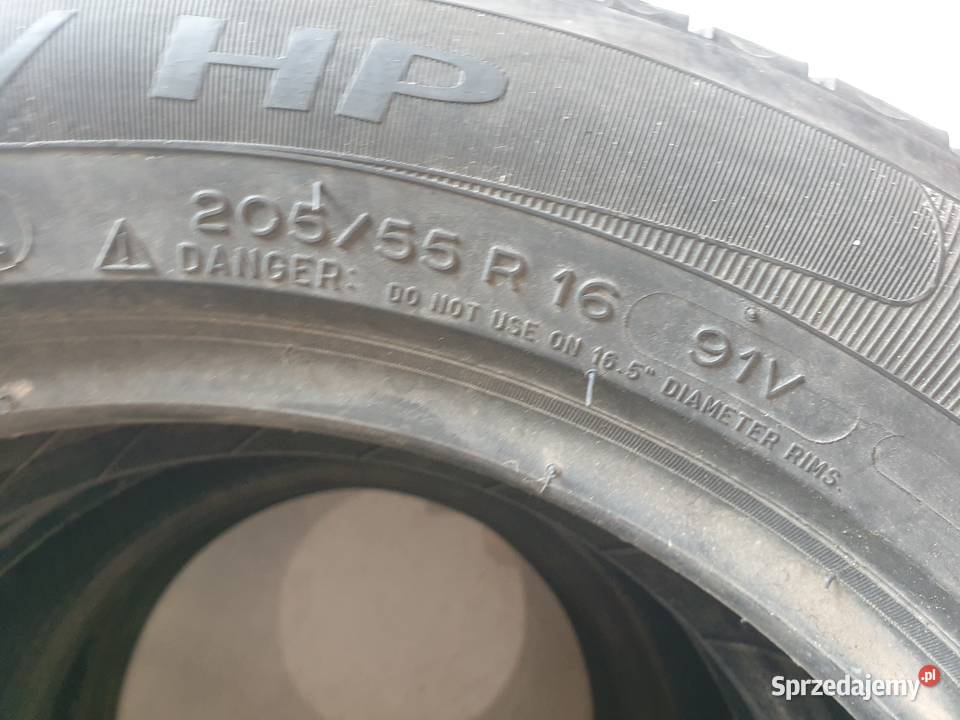 HP
205/55 R 16 91V
DANGER: DO NOT USE ON 16.5" DIAMETER RIMS.
Sprzedajemy.pl